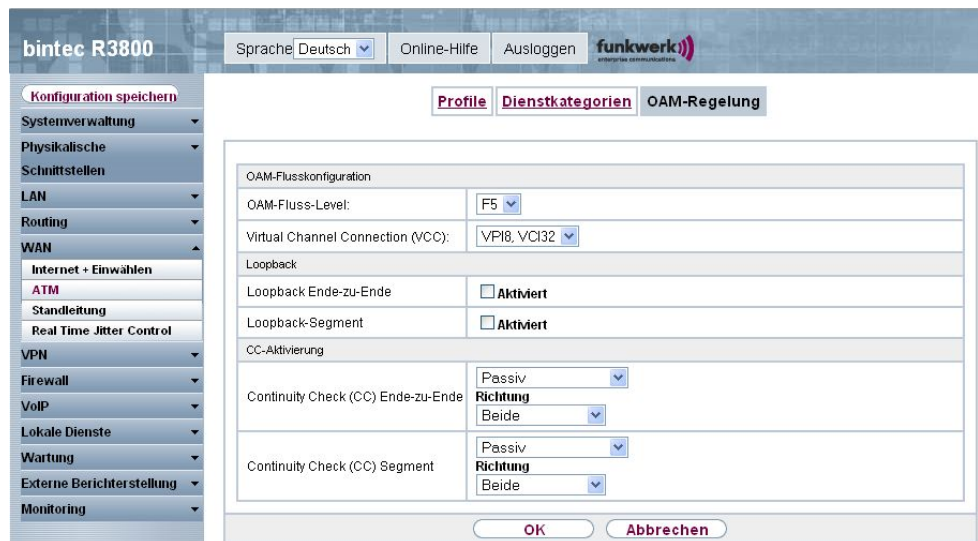 bintec R3800
Sprache Deutsch
Online-Hilfe
Ausloggen
funkwerk
enterprise communications
Konfiguration speichern
Systemverwaltung
Physikalische
Schnittstellen
LAN
Routing
WAN
Internet + Einwählen
ATM
Standleitung
Real Time Jitter Control
VPN
Firewall
VoIP
Lokale Dienste
Wartung
Externe Berichterstellung
Monitoring
Profile
Dienstkategorien
OAM-Regelung
OAM-Flusskonfiguration
OAM-Fluss-Level: F5
Virtual Channel Connection (VCC): VPI8, VCI32
Loopback
Loopback Ende-zu-Ende Aktiviert
Loopback-Segment Aktiviert
CC-Aktivierung
Continuity Check (CC) Ende-zu-Ende
Passiv
Richtung
Beide
Continuity Check (CC) Segment
Passiv
Richtung
Beide
OK
Abbrechen